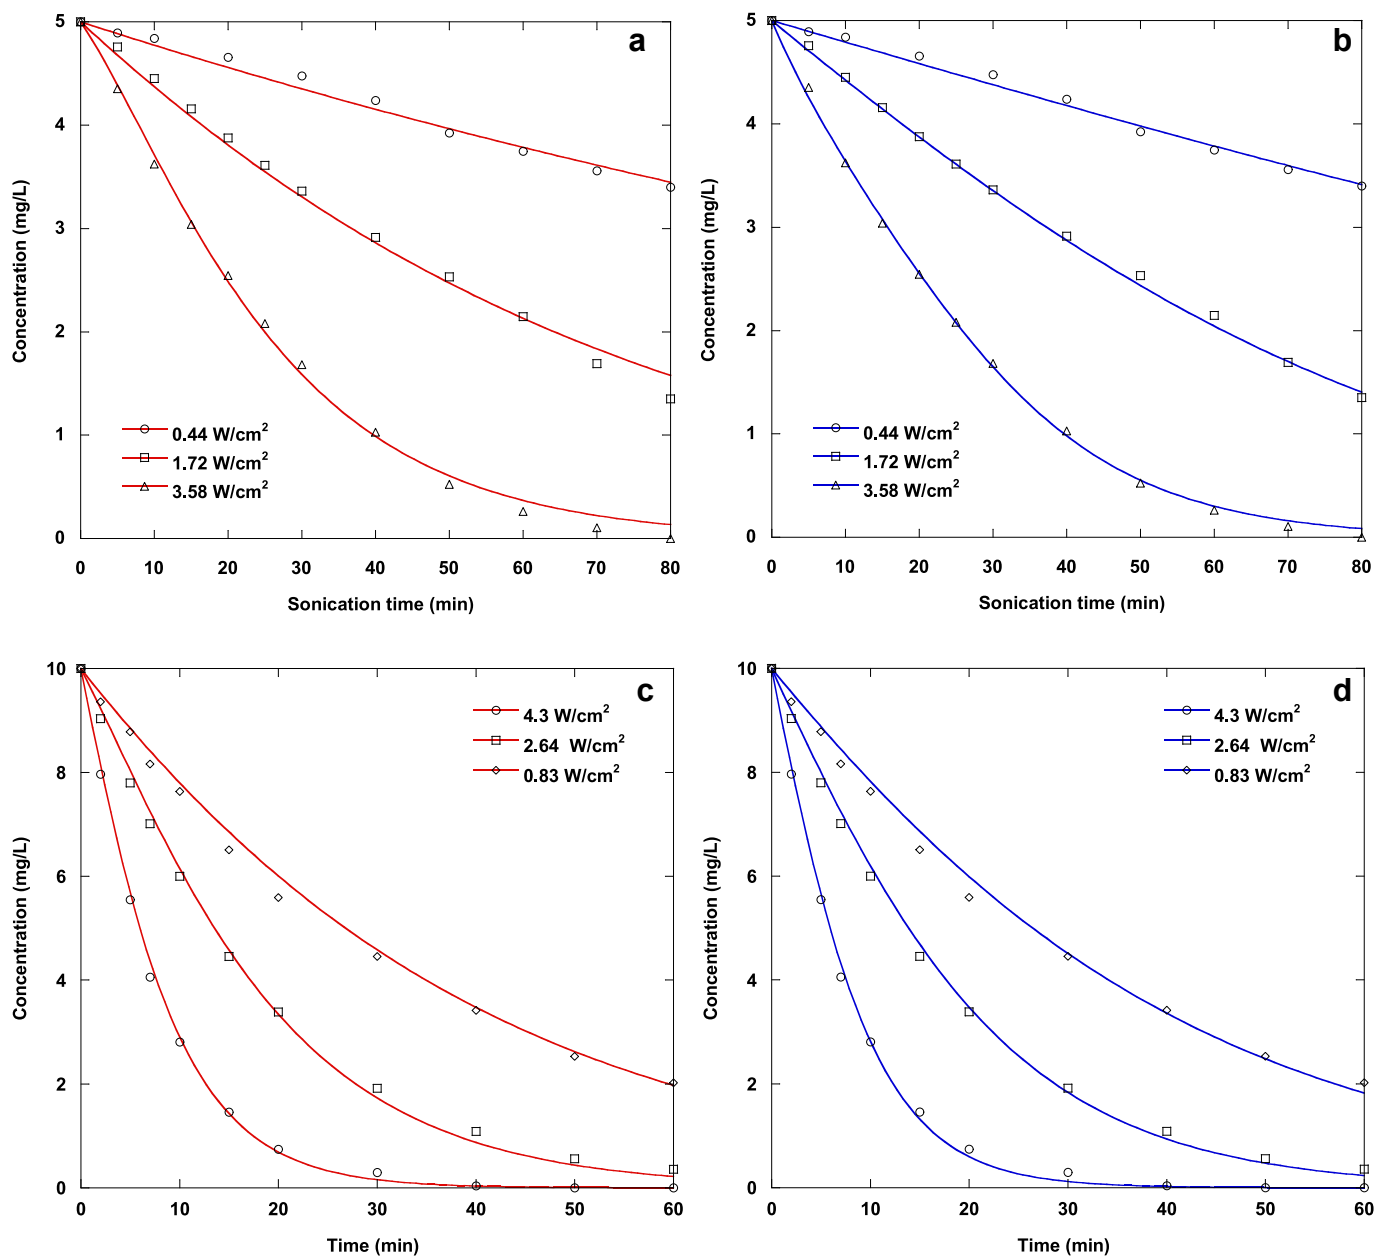 a
5
4
3
2
1
0
Concentration (mg/L)
0.44 W/cm²
1.72 W/cm²
3.58 W/cm²
0 10 20 30 40 50 60 70 80
Sonication time (min)
b
5
4
3
2
1
0
Concentration (mg/L)
0.44 W/cm²
1.72 W/cm²
3.58 W/cm²
0 10 20 30 40 50 60 70 80
Sonication time (min)
c
10
8
6
4
2
0
Concentration (mg/L)
4.3 W/cm²
2.64 W/cm²
0.83 W/cm²
0 10 20 30 40 50 60
Time (min)
d
10
8
6
4
2
0
Concentration (mg/L)
4.3 W/cm²
2.64 W/cm²
0.83 W/cm²
0 10 20 30 40 50 60
Time (min)